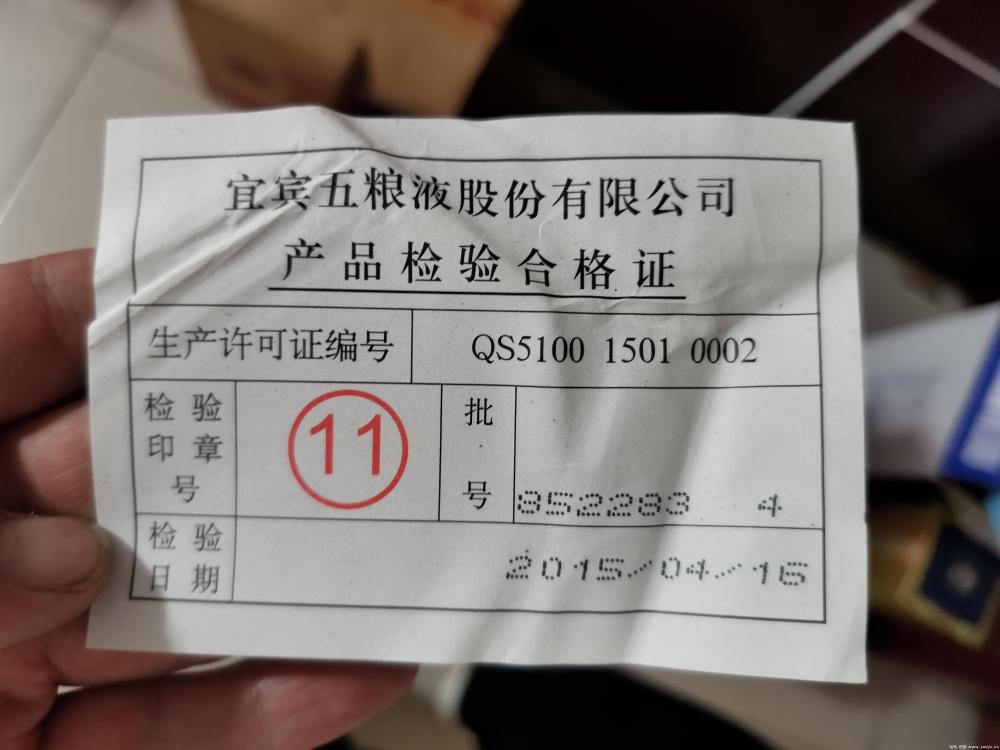 宜宾五粮液股份有限公司
产品检验合格证
生产许可证编号 QS5100 1501 0002
检验印章号 11 批号 852283 4
检验日期 2015/04/16